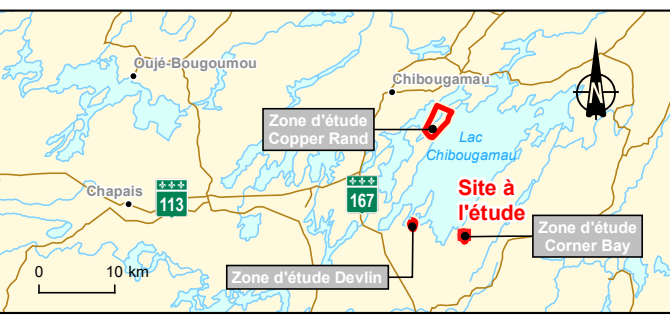 Oujé-Bougoumou
Chibougamau
N
Zone d'étude
Copper Rand
Lac
Chibougamau
Chapais
113
167
Site à
l'étude
Zone d'étude
Corner Bay
Zone d'étude Devlin
0 10 km